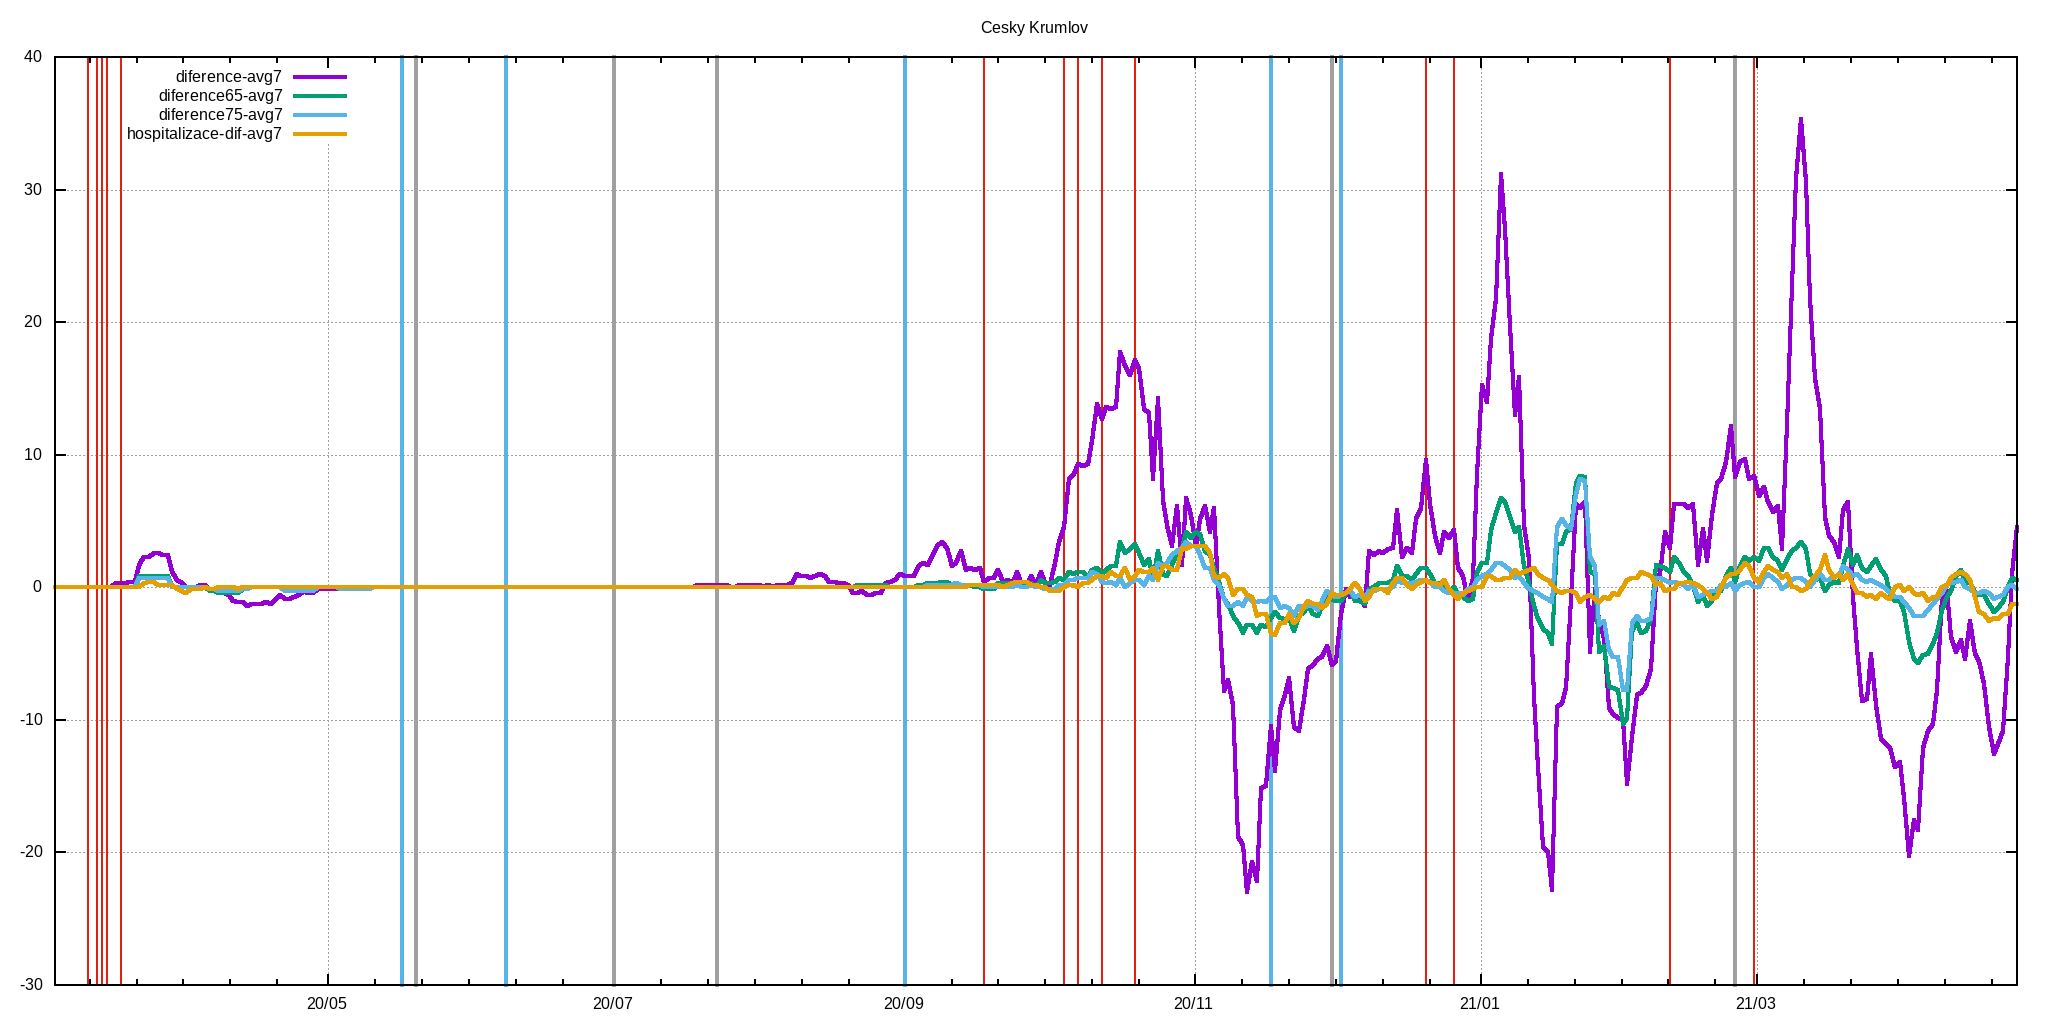 Cesky Krumlov
40
diference-avg7
diference65-avg7
diference75-avg7
hospitalizace-dif-avg7
30
20
10
0
-10
-20
-30
20/05
20/07
20/09
20/11
21/01
21/03